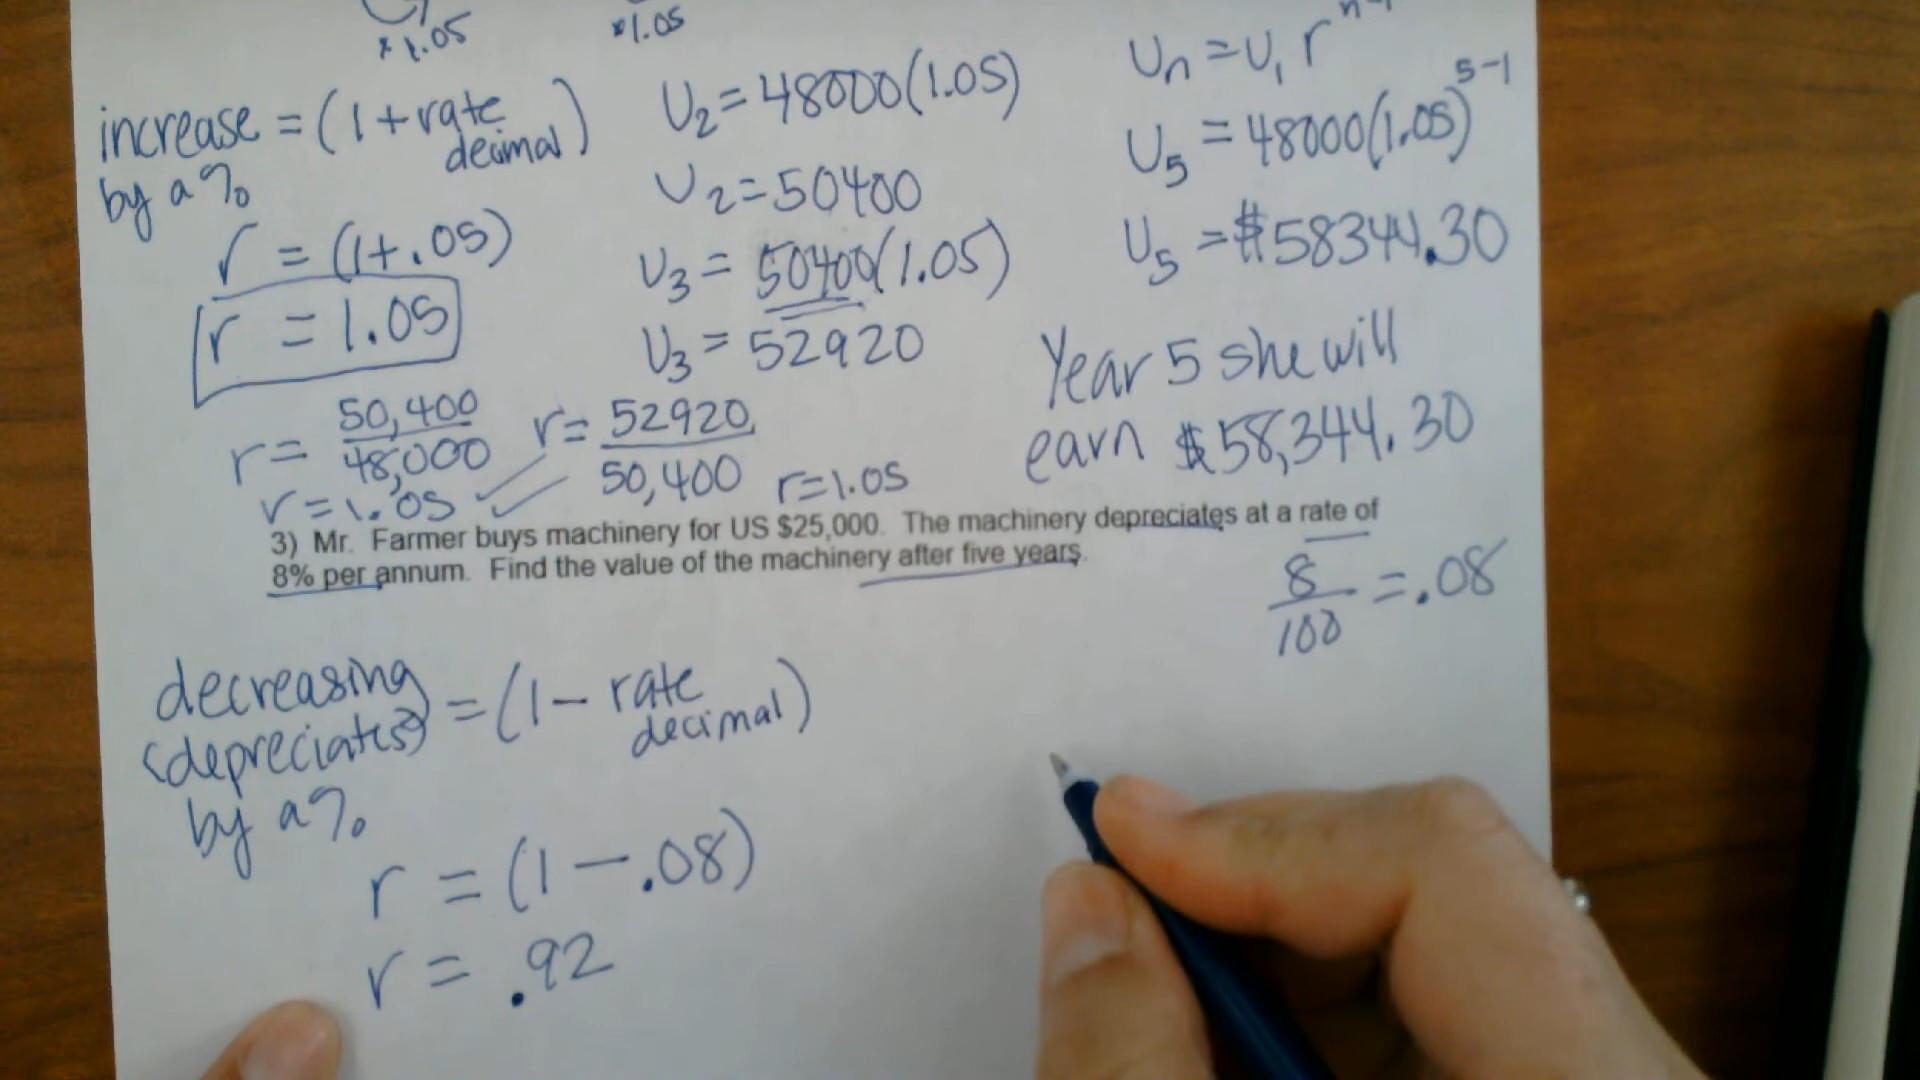 * 1.05
*1.05
increase = (1 + rate
decimal)
by a %
r = (1+.05)
r = 1.05
r = 50,400
48,000
r = 1.05
r = 52920
50,400
r = 1.05
U2 = 48000(1.05)
U2 = 50400
U3 = 50400(1.05)
U3 = 52920
Un = U1 r n-1
U5 = 48000(1.05) 5-1
U5 = $58344.30
Year 5 she will
earn $58,344.30
3) Mr. Farmer buys machinery for US $25,000. The machinery depreciates at a rate of
8% per annum. Find the value of the machinery after five years.
8
100 = .08
decreasing = (1 - rate
(depreciates) decimal)
by a %
r = (1 - .08)
r = .92